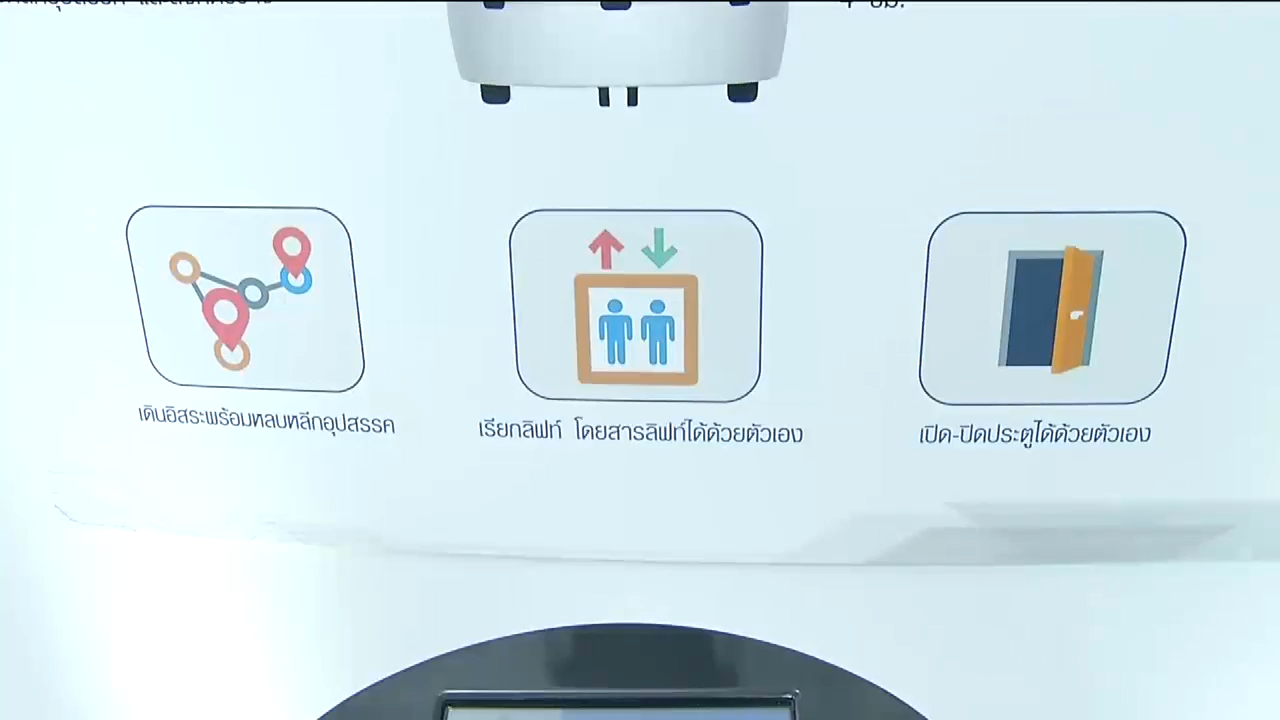 4 ชม.
เดินอิสระพร้อมหลบหลีกอุปสรรค
เรียกลิฟท์ โดยสารลิฟท์ได้ด้วยตัวเอง
เปิด-ปิดประตูได้ด้วยตัวเอง